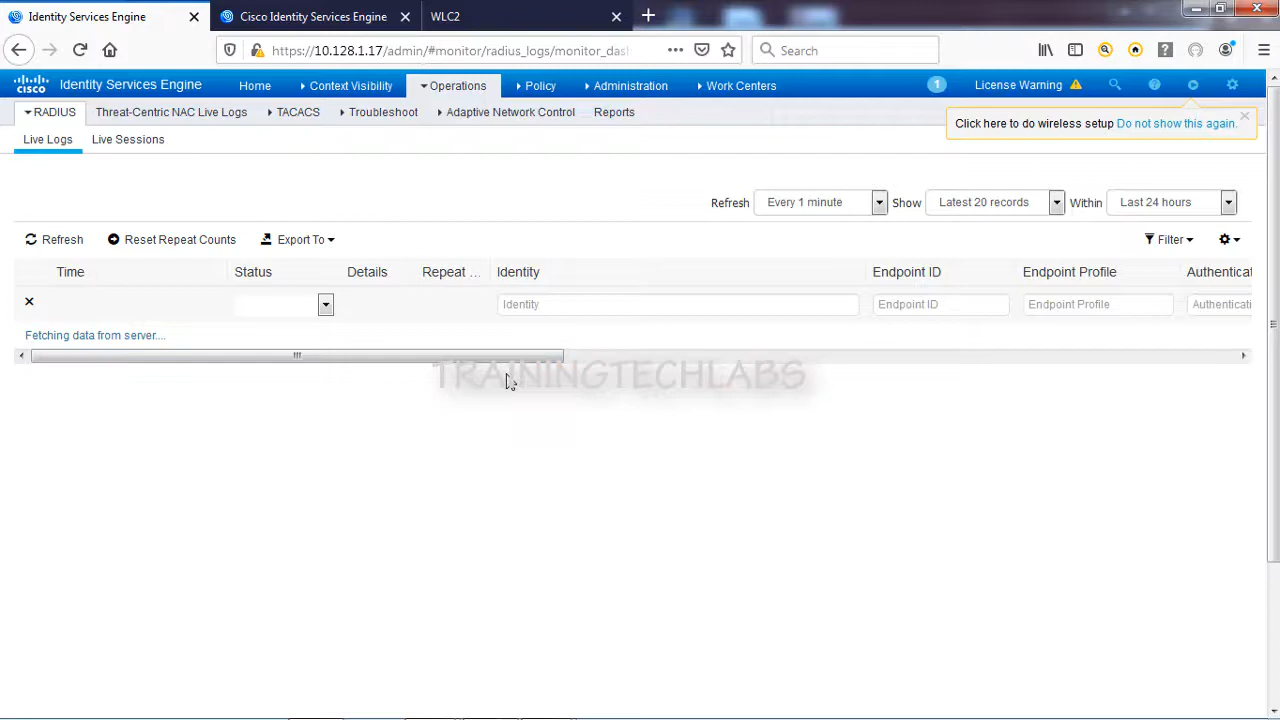 Identity Services Engine × Cisco Identity Services Engine × WLC2 × +
https://10.128.1.17/admin/#monitor/radius_logs/monitor_das Search
CISCO Identity Services Engine Home Context Visibility Operations Policy Administration Work Centers 1 License Warning
RADIUS Threat-Centric NAC Live Logs TACACS Troubleshoot Adaptive Network Control Reports
Click here to do wireless setup Do not show this again. ×
Live Logs Live Sessions
Refresh Every 1 minute Show Latest 20 records Within Last 24 hours
Refresh Reset Repeat Counts Export To Filter
Time Status Details Repeat ... Identity Endpoint ID Endpoint Profile Authenticat
× Identity Endpoint ID Endpoint Profile Authenticati
Fetching data from server....
TRAININGTECHLABS